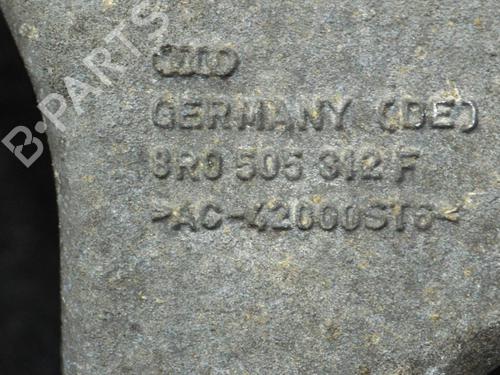 B-PARTS
GERMANY (DE)
8R0 505 312 F
>AC-42000ST6<